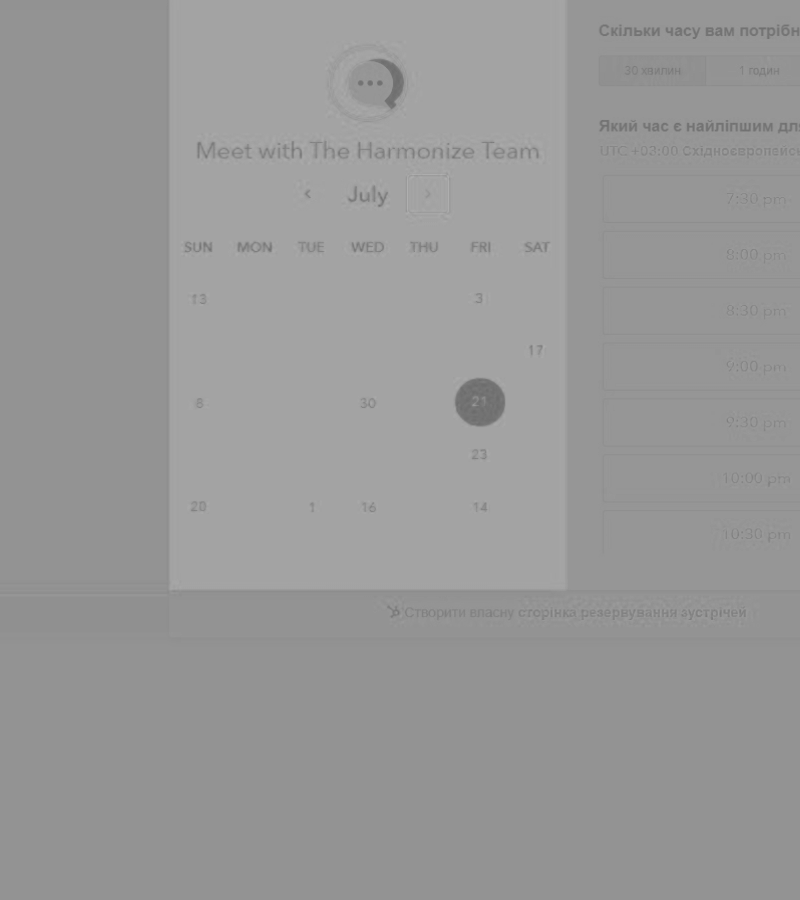 Meet with The Harmonize Team
July
SUN MON TUE WED THU FRI SAT
13 3
17
8 30 21
23
20 1 16 14
Скільки часу вам потрібн
30 хвилин 1 годин
Який час є найліпшим дл
UTC +03:00 Східноєвропейсь
7:30 pm
8:00 pm
8:30 pm
9:00 pm
9:30 pm
10:00 pm
10:30 pm
Створити власну сторінка резервування зустрічей